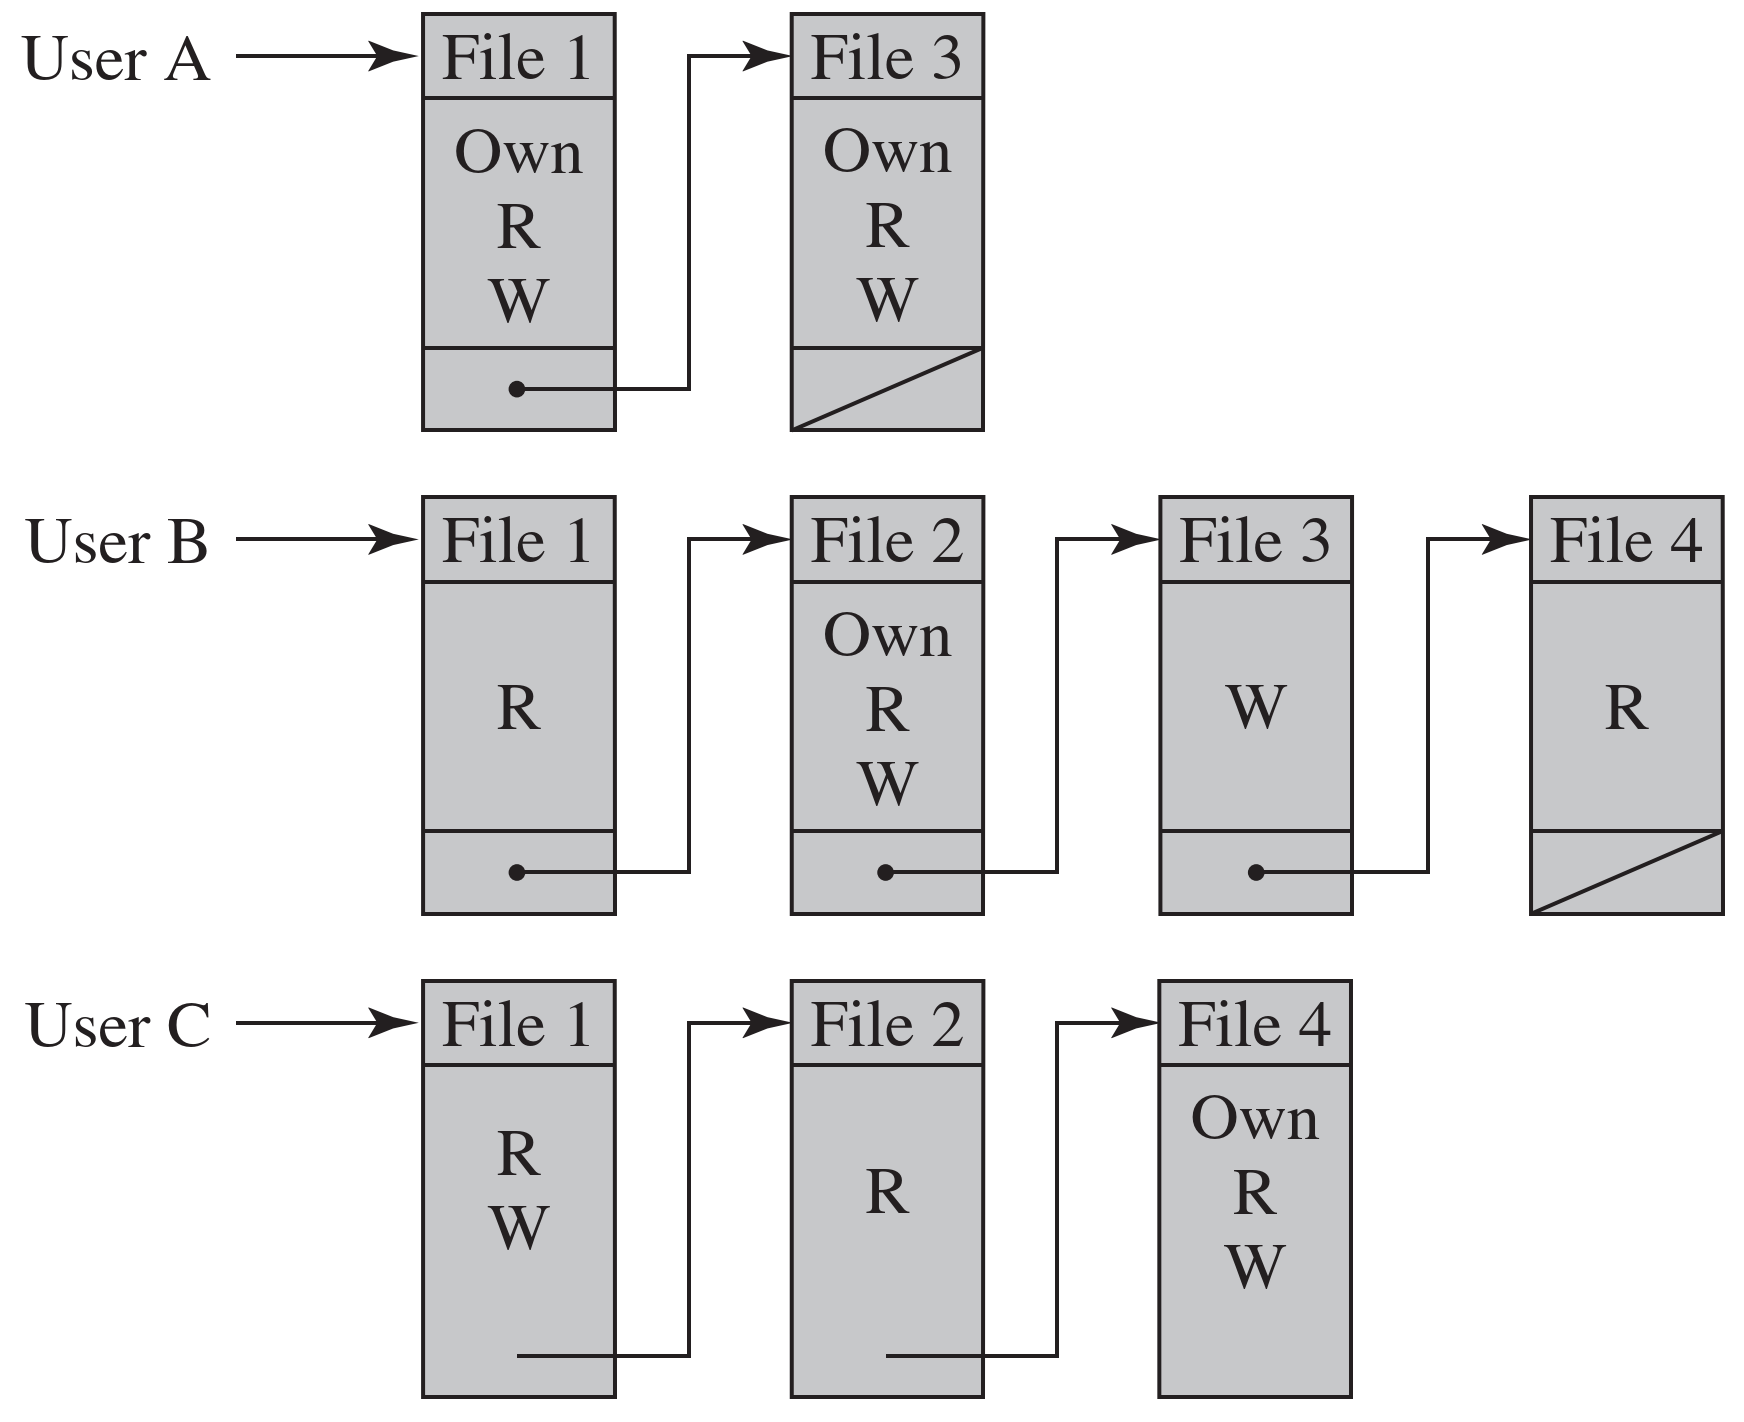 User A
File 1
Own
R
W
File 3
Own
R
W
User B
File 1
R
File 2
Own
R
W
File 3
W
File 4
R
User C
File 1
R
W
File 2
R
File 4
Own
R
W